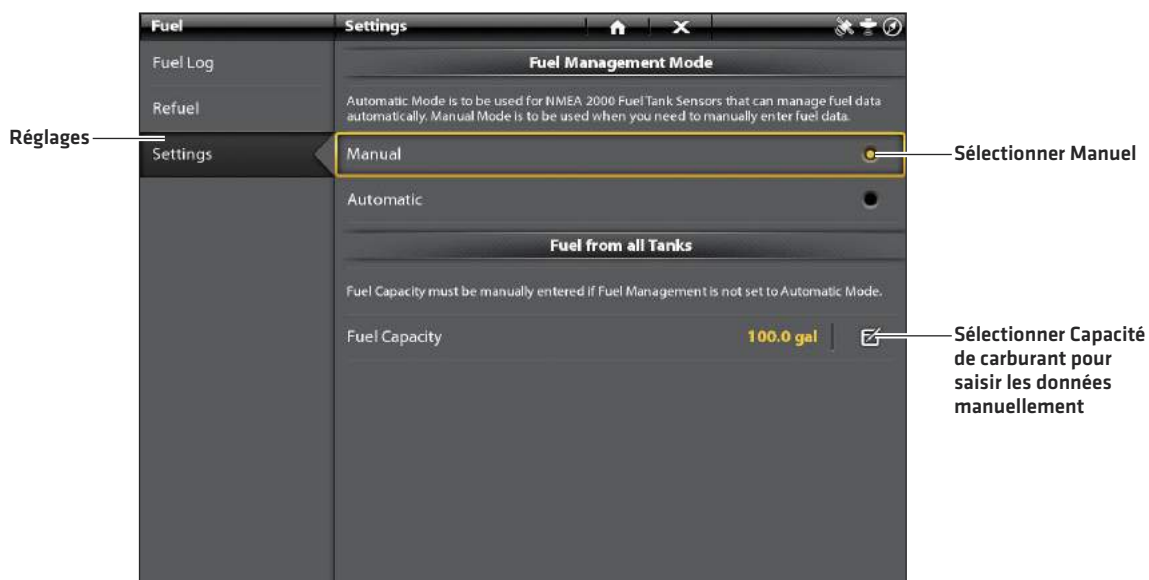 Fuel
Settings
Fuel Log
Fuel Management Mode
Refuel
Automatic Mode is to be used for NMEA 2000 Fuel Tank Sensors that can manage fuel data
automatically. Manual Mode is to be used when you need to manually enter fuel data.
Réglages
Settings
Manual
Sélectionner Manuel
Automatic
Fuel from all Tanks
Fuel Capacity must be manually entered if Fuel Management is not set to Automatic Mode.
Fuel Capacity
100.0 gal
Sélectionner Capacité
de carburant pour
saisir les données
manuellement